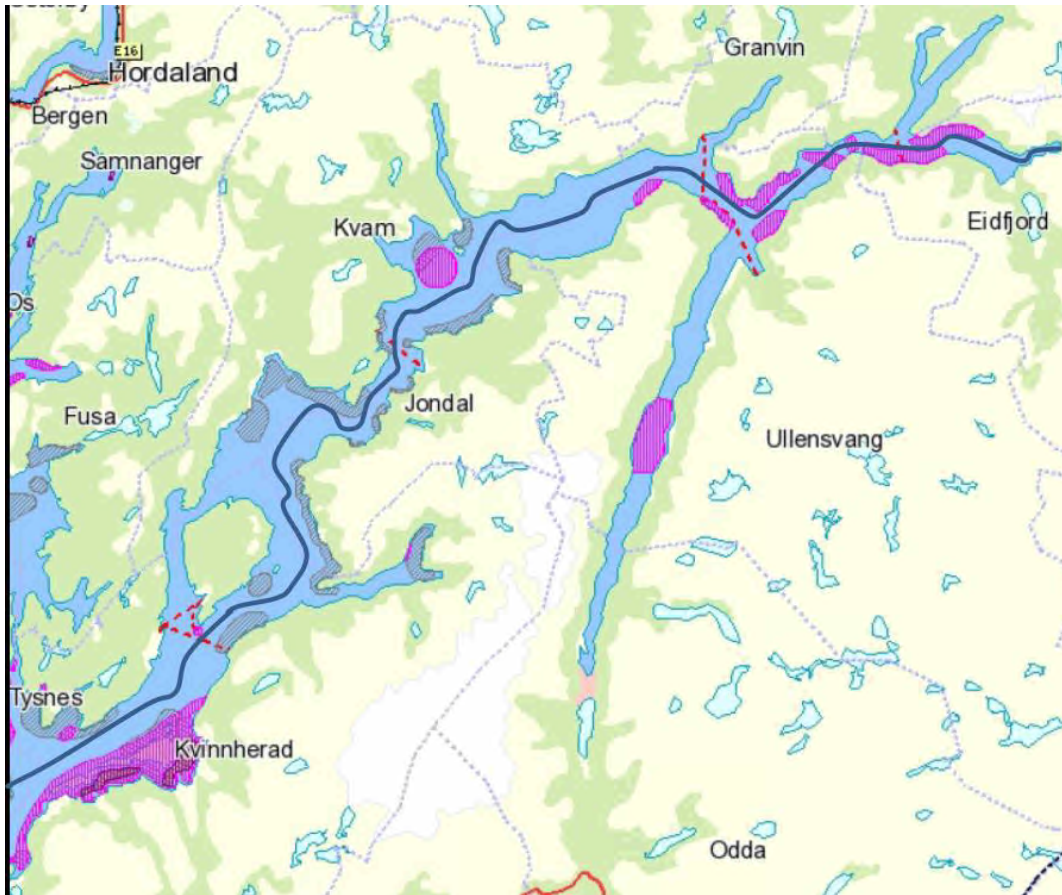 E16
Hordaland
Granvin
Bergen
Samnanger
Kvam
Eidfjord
Os
Fusa
Jondal
Ullensvang
Tysnes
Kvinnherad
Odda